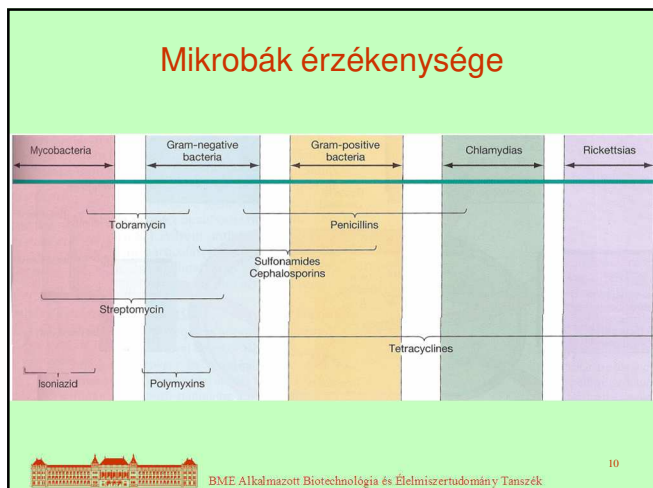 Mikrobák érzékenysége
Mycobacteria
Gram-negative
bacteria
Gram-positive
bacteria
Chlamydias
Rickettsias
Tobramycin
Penicillins
Sulfonamides
Cephalosporins
Streptomycin
Tetracyclines
Isoniazid
Polymyxins
BME Alkalmazott Biotechnológia és Élelmiszertudomány Tanszék
10